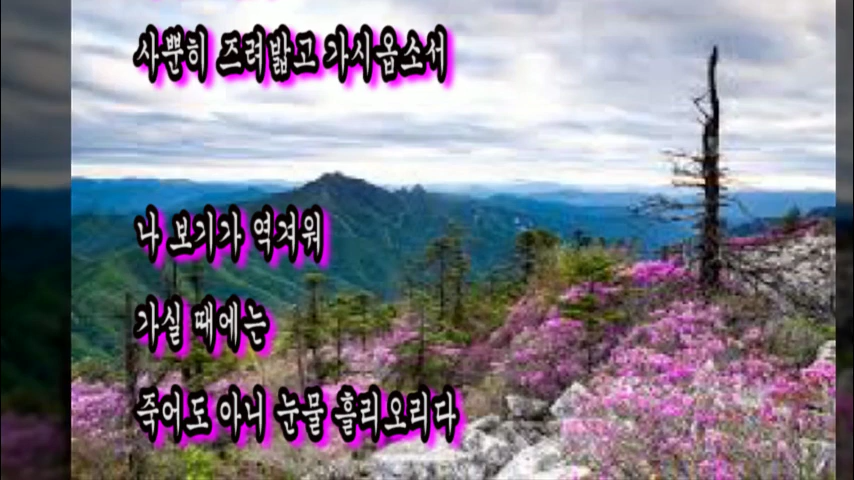 사뿐히 즈려밟고 가시옵소서
나 보기가 역겨워
가실 때에는
죽어도 아니 눈물 흘리오리다